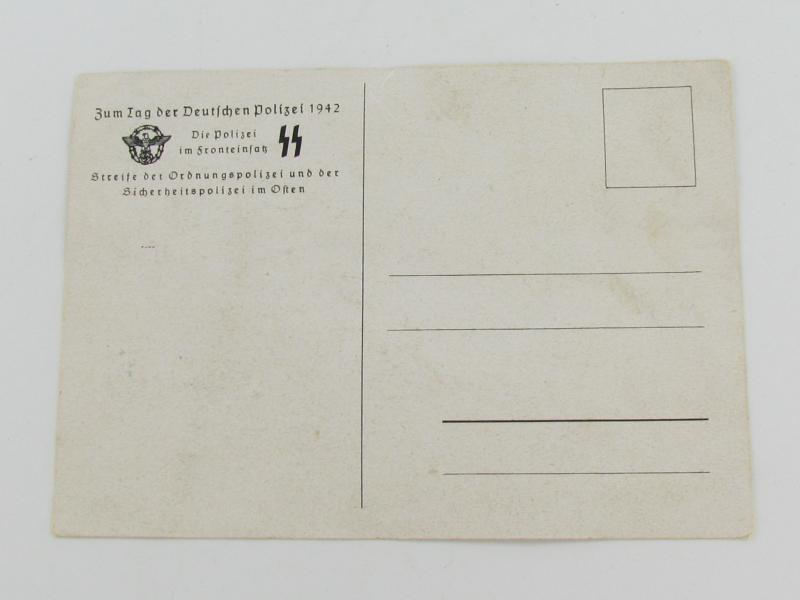 Zum Tag der Deutschen Polizei 1942
Die Polizei
im Fronteinsatz
Streife der Ordnungspolizei und der
Sicherheitspolizei im Osten